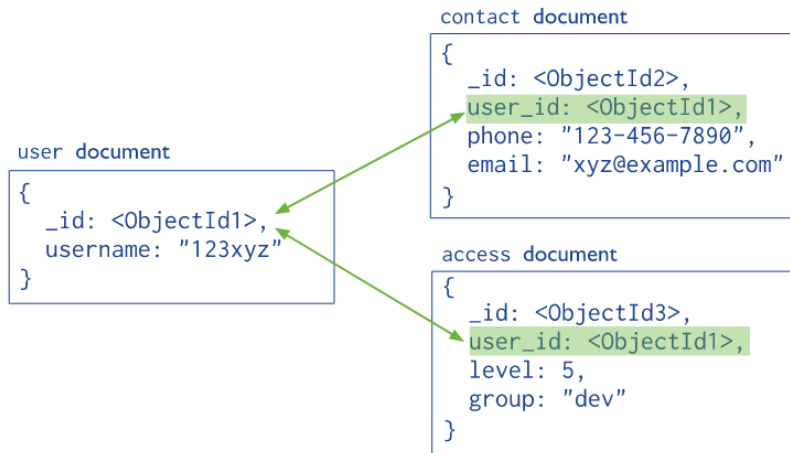 user document
{
_id: <ObjectId1>,
username: "123xyz"
}
contact document
{
_id: <ObjectId2>,
user_id: <ObjectId1>,
phone: "123-456-7890",
email: "xyz@example.com"
}
access document
{
_id: <ObjectId3>,
user_id: <ObjectId1>,
level: 5,
group: "dev"
}